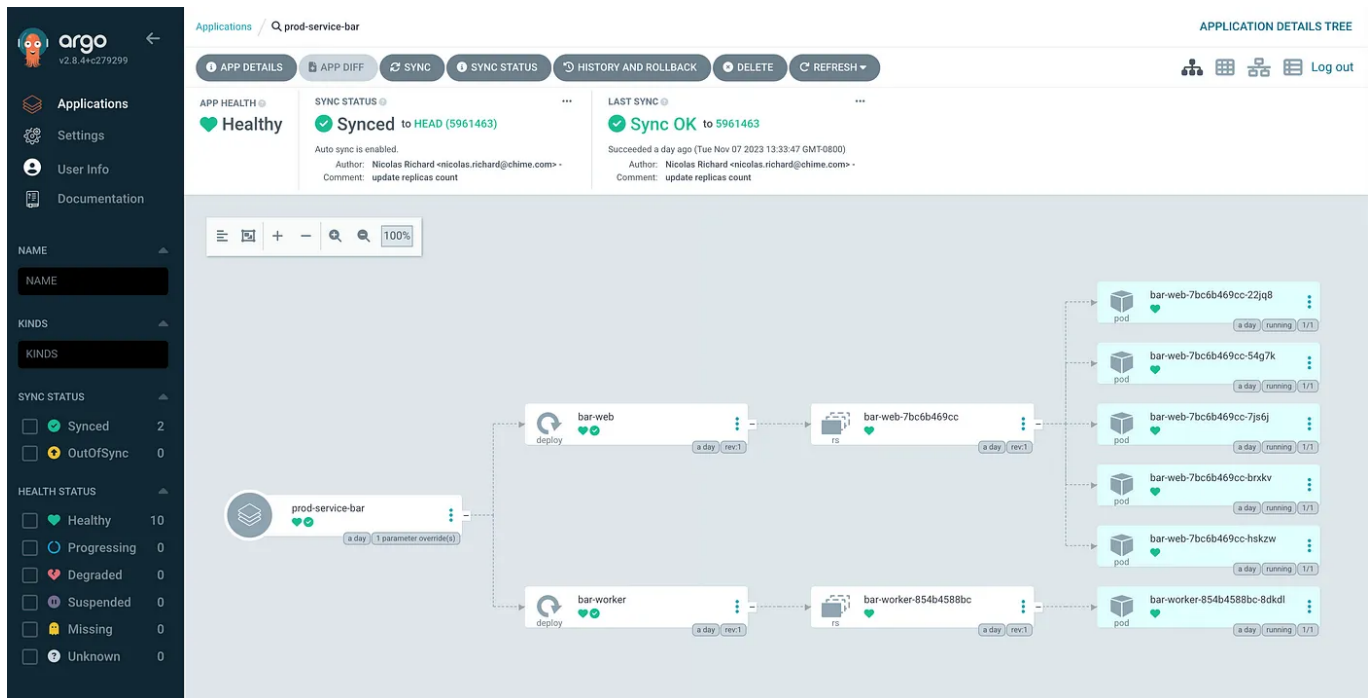 argo
v2.8.4+c279299
Applications
Settings
User Info
Documentation
NAME
NAME
KINDS
KINDS
SYNC STATUS
Synced 2
OutOfSync 0
HEALTH STATUS
Healthy 10
Progressing 0
Degraded 0
Suspended 0
Missing 0
Unknown 0
Applications / prod-service-bar
APPLICATION DETAILS TREE
APP DETAILS APP DIFF SYNC SYNC STATUS HISTORY AND ROLLBACK DELETE REFRESH
Log out
APP HEALTH
Healthy
SYNC STATUS
Synced to HEAD (5961463)
Auto sync is enabled.
Author: Nicolas Richard <nicolas.richard@chime.com> -
Comment: update replicas count
LAST SYNC
Sync OK to 5961463
Succeeded a day ago (Tue Nov 07 2023 13:33:47 GMT-0800)
Author: Nicolas Richard <nicolas.richard@chime.com> -
Comment: update replicas count
100%
prod-service-bar
a day 1 parameter override(s)
bar-web
deploy
a day rev:1
bar-worker
deploy
a day rev:1
bar-web-7bc6b469cc
rs
a day rev:1
bar-worker-854b4588bc
rs
a day rev:1
bar-web-7bc6b469cc-22jq8
pod
a day running 1/1
bar-web-7bc6b469cc-54g7k
pod
a day running 1/1
bar-web-7bc6b469cc-7js6j
pod
a day running 1/1
bar-web-7bc6b469cc-brxkv
pod
a day running 1/1
bar-web-7bc6b469cc-hskzw
pod
a day running 1/1
bar-worker-854b4588bc-8dkdl
pod
a day running 1/1